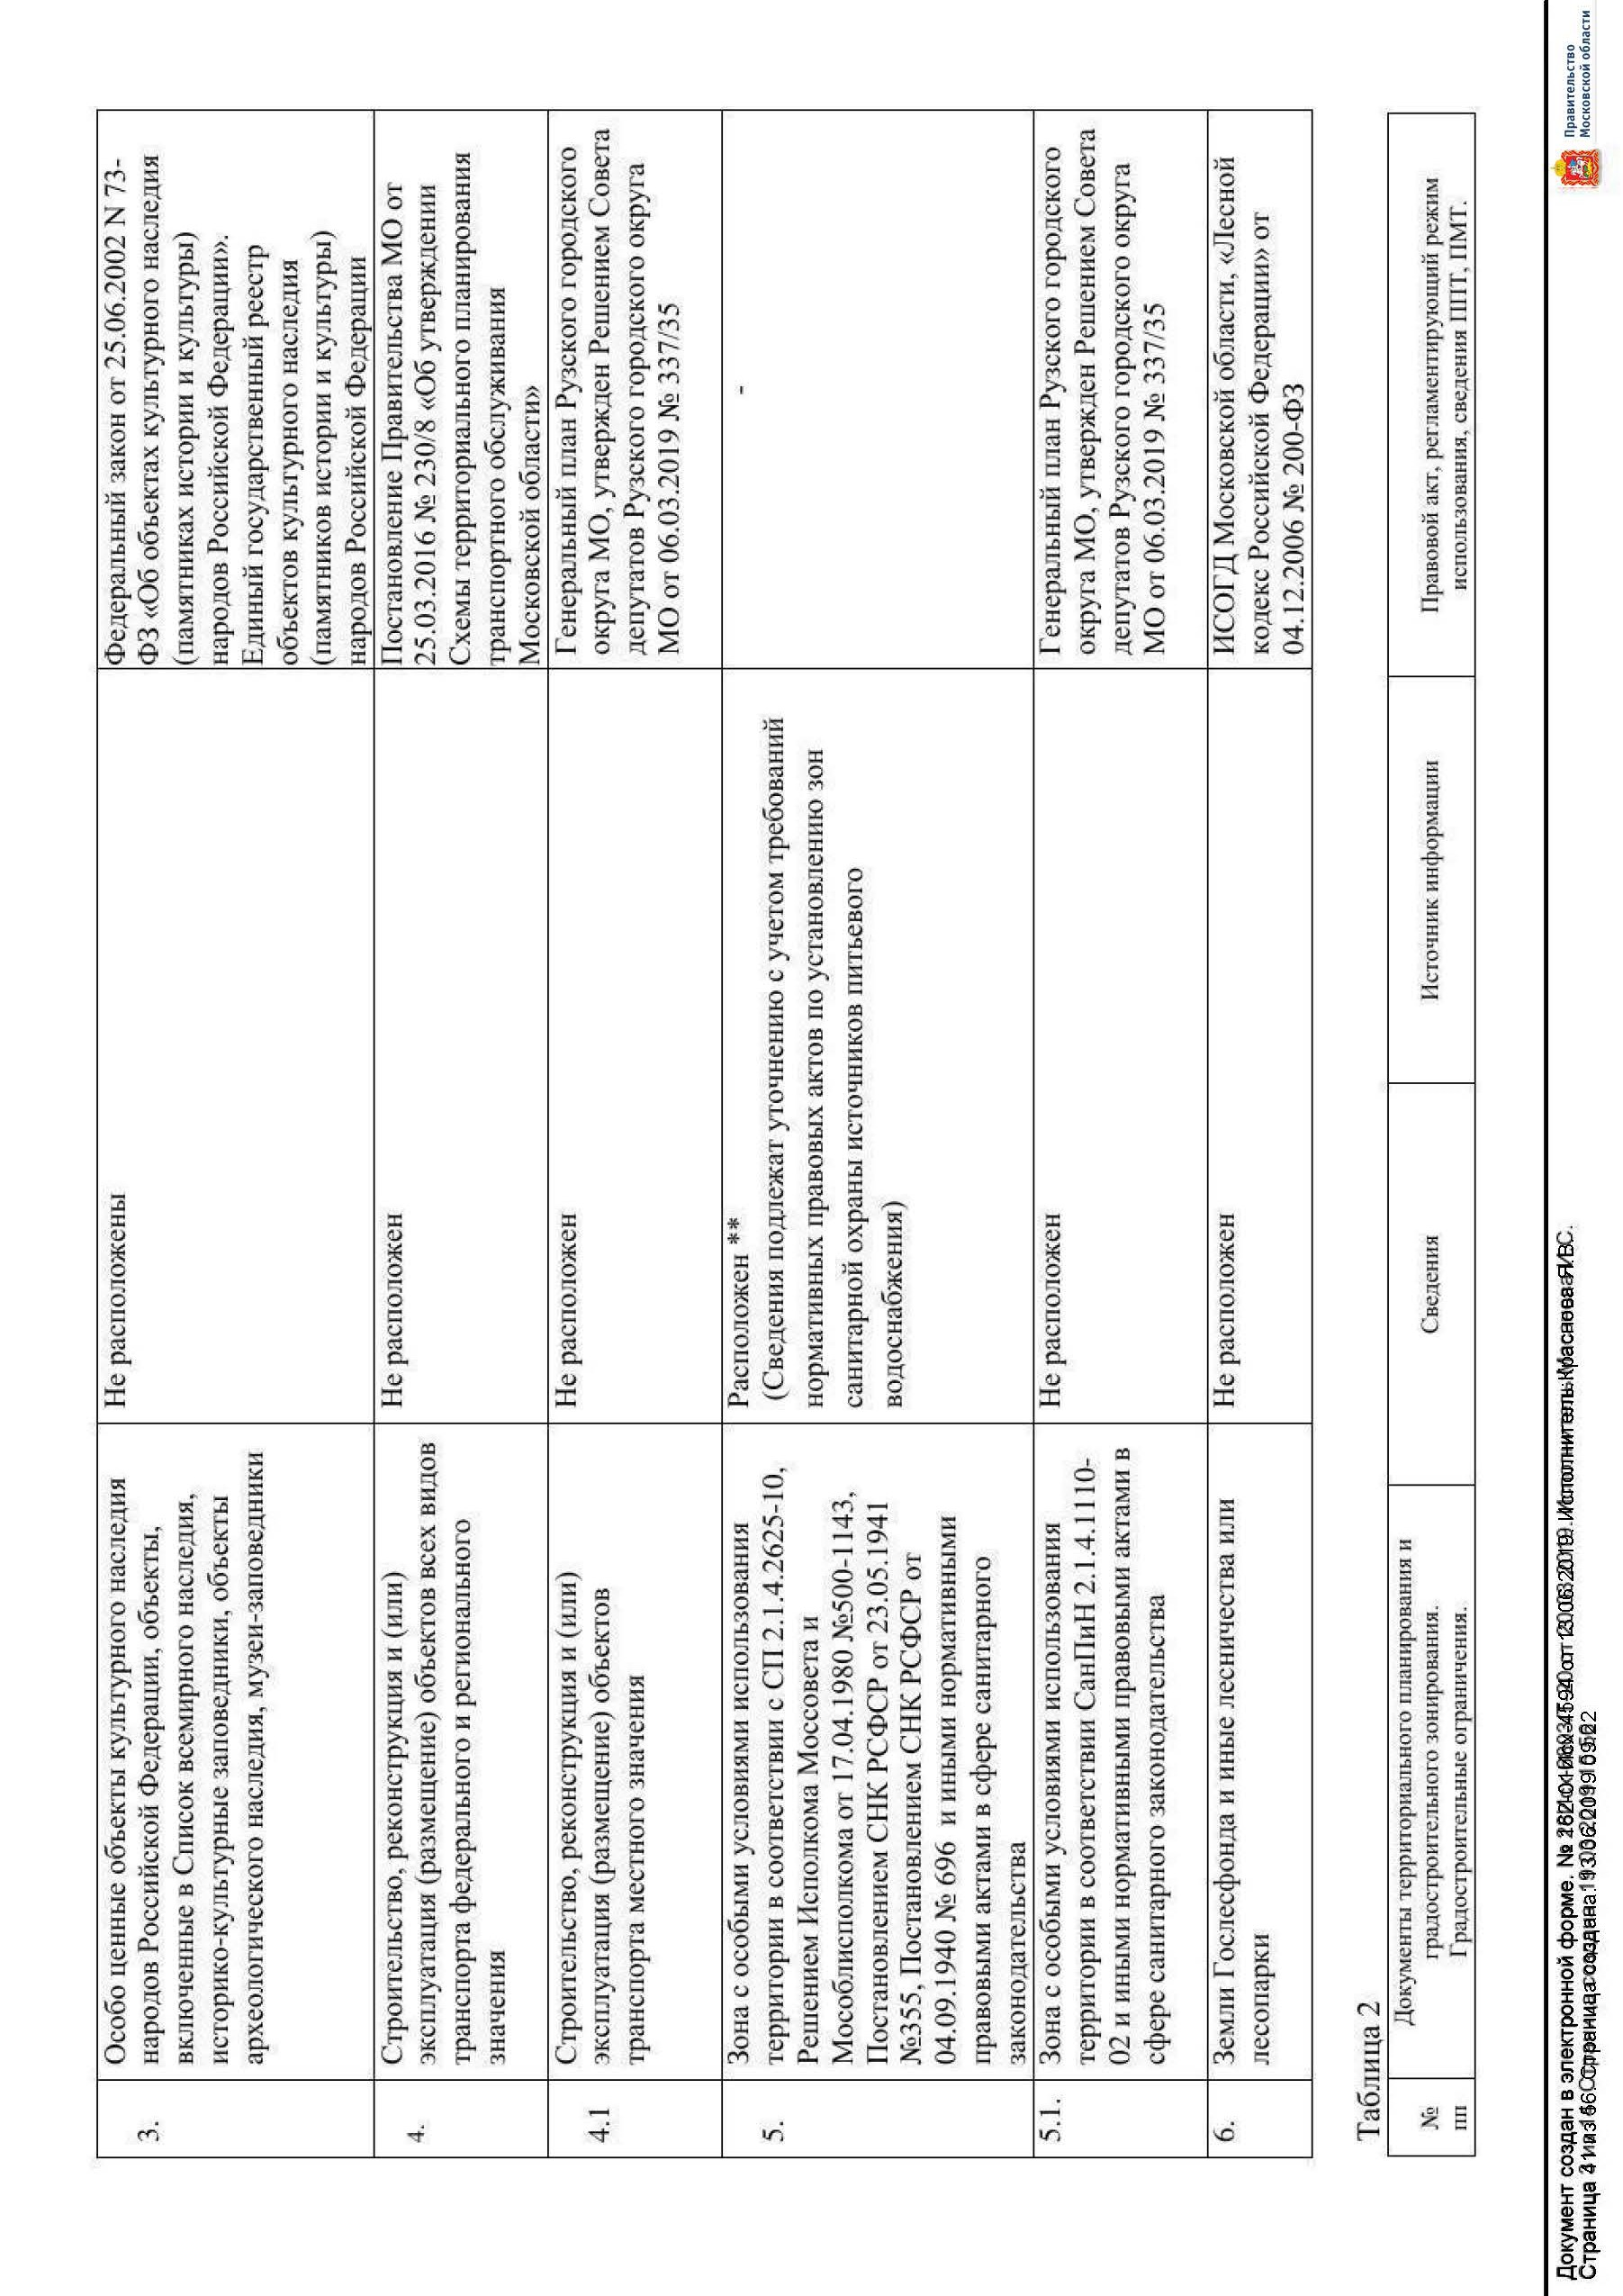 3.
Особо ценные объекты культурного наследия
народов Российской Федерации, объекты,
включенные в Список всемирного наследия,
историко-культурные заповедники, объекты
археологического наследия, музеи-заповедники
Не расположены
Федеральный закон от 25.06.2002 N 73-
ФЗ «Об объектах культурного наследия
(памятниках истории и культуры)
народов Российской Федерации».
Единый государственный реестр
объектов культурного наследия
(памятников истории и культуры)
народов Российской Федерации
4.
Строительство, реконструкция и (или)
эксплуатация (размещение) объектов всех видов
транспорта федерального и регионального
значения
Не расположен
Постановление Правительства МО от
25.03.2016 № 230/8 «Об утверждении
Схемы территориального планирования
транспортного обслуживания
Московской области»
4.1
Строительство, реконструкция и (или)
эксплуатация (размещение) объектов
транспорта местного значения
Не расположен
Генеральный план Рузского городского
округа МО, утвержден Решением Совета
депутатов Рузского городского округа
МО от 06.03.2019 № 337/35
5.
Зона с особыми условиями использования
территории в соответствии с СП 2.1.4.2625-10,
Решением Исполкома Моссовета и
Мособлисполкома от 17.04.1980 №500-1143,
Постановлением СНК РСФСР от 23.05.1941
№355, Постановлением СНК РСФСР от
04.09.1940 № 696 и иными нормативными
правовыми актами в сфере санитарного
законодательства
Расположен **
(Сведения подлежат уточнению с учетом требований
нормативных правовых актов по установлению зон
санитарной охраны источников питьевого
водоснабжения)
-
5.1.
Зона с особыми условиями использования
территории в соответствии СанПиН 2.1.4.1110-
02 и иными нормативными правовыми актами в
сфере санитарного законодательства
Не расположен
Генеральный план Рузского городского
округа МО, утвержден Решением Совета
депутатов Рузского городского округа
МО от 06.03.2019 № 337/35
6.
Земли Гослесфонда и иные лесничества или
лесопарки
Не расположен
ИСОГД Московской области, «Лесной
кодекс Российской Федерации» от
04.12.2006 № 200-ФЗ
Таблица 2
№
пп
Документы территориального планирования и
градостроительного зонирования.
Градостроительные ограничения.
Сведения
Источник информации
Правовой акт, регламентирующий режим
использования, сведения ППТ, ПМТ.
Документ создан в электронной форме. №
Страница
Страница создана:
Правительство
Московской области